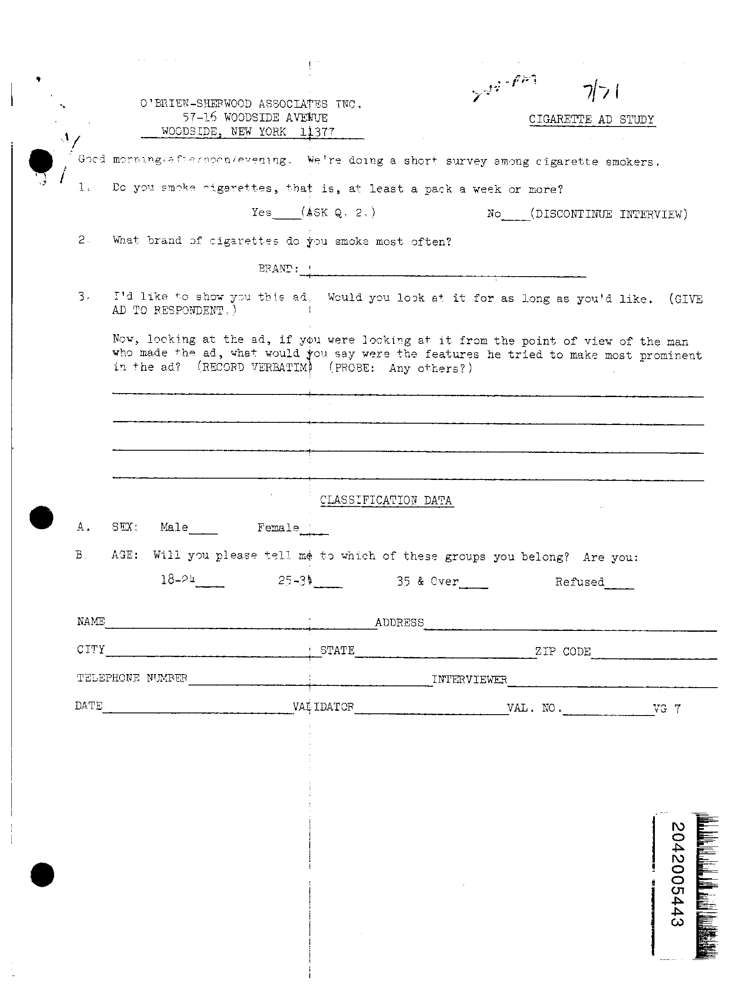 7/71
O'BRIEN-SHERWOOD ASSOCIATES INC.
57-16 WOODSIDE AVENUE
WOODSIDE, NEW YORK 11377
CIGARETTE AD STUDY
Good morning/afternoon/evening. We're doing a short survey among cigarette smokers.
1. Do you smoke cigarettes, that is, at least a pack a week or more?
Yes____(ASK Q. 2.) No____(DISCONTINUE INTERVIEW)
2. What brand of cigarettes do you smoke most often?
BRAND:
3. I'd like to show you this ad. Would you look at it for as long as you'd like. (GIVE
AD TO RESPONDENT.)
Now, looking at the ad, if you were looking at it from the point of view of the man
who made the ad, what would you say were the features he tried to make most prominent
in the ad? (RECORD VERBATIM) (PROBE: Any others?)
CLASSIFICATION DATA
A. SEX: Male____ Female____
B. AGE: Will you please tell me to which of these groups you belong? Are you:
18-24____ 25-34____ 35 & Over____ Refused____
NAME ADDRESS
CITY STATE ZIP CODE
TELEPHONE NUMBER INTERVIEWER
DATE VALIDATOR VAL. NO. VG 7
2042005443